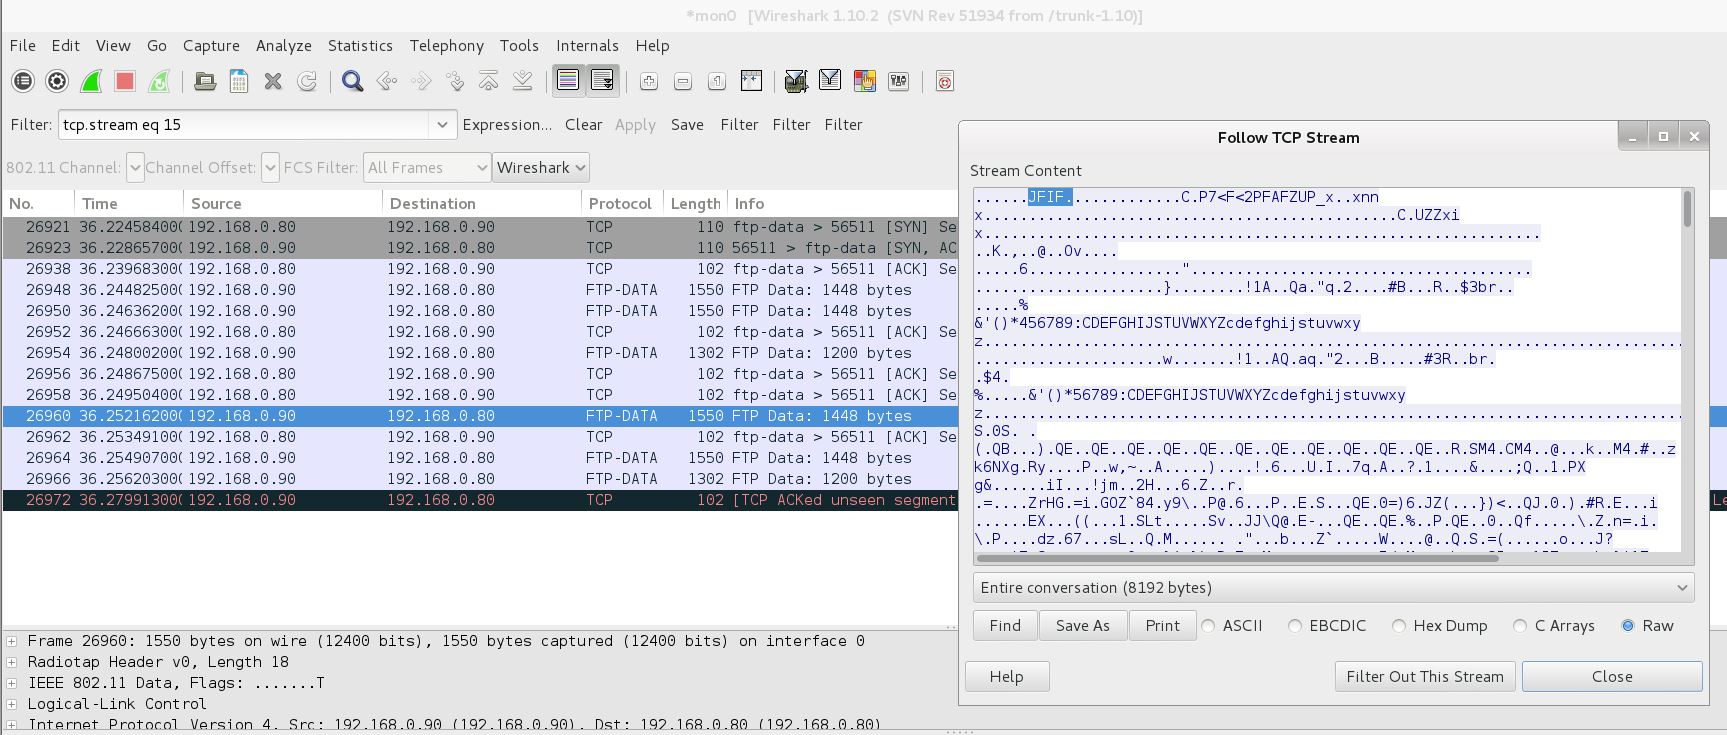 *mon0 [Wireshark 1.10.2 (SVN Rev 51934 from /trunk-1.10)]
File Edit View Go Capture Analyze Statistics Telephony Tools Internals Help
Filter: tcp.stream eq 15 Expression... Clear Apply Save Filter Filter Filter
802.11 Channel: Channel Offset: FCS Filter: All Frames Wireshark
No. Time Source Destination Protocol Length Info
26921 36.224584000 192.168.0.80 192.168.0.90 TCP 110 ftp-data > 56511 [SYN] Se
26923 36.228657000 192.168.0.90 192.168.0.80 TCP 110 56511 > ftp-data [SYN, AC
26938 36.239683000 192.168.0.80 192.168.0.90 TCP 102 ftp-data > 56511 [ACK] Se
26948 36.244825000 192.168.0.90 192.168.0.80 FTP-DATA 1550 FTP Data: 1448 bytes
26950 36.246362000 192.168.0.90 192.168.0.80 FTP-DATA 1550 FTP Data: 1448 bytes
26952 36.246663000 192.168.0.80 192.168.0.90 TCP 102 ftp-data > 56511 [ACK] Se
26954 36.248002000 192.168.0.90 192.168.0.80 FTP-DATA 1302 FTP Data: 1200 bytes
26956 36.248675000 192.168.0.80 192.168.0.90 TCP 102 ftp-data > 56511 [ACK] Se
26958 36.249504000 192.168.0.80 192.168.0.90 TCP 102 ftp-data > 56511 [ACK] Se
26960 36.252162000 192.168.0.90 192.168.0.80 FTP-DATA 1550 FTP Data: 1448 bytes
26962 36.253491000 192.168.0.80 192.168.0.90 TCP 102 ftp-data > 56511 [ACK] Se
26964 36.254907000 192.168.0.90 192.168.0.80 FTP-DATA 1550 FTP Data: 1448 bytes
26966 36.256203000 192.168.0.90 192.168.0.80 FTP-DATA 1302 FTP Data: 1200 bytes
26972 36.279913000 192.168.0.90 192.168.0.80 TCP 102 [TCP ACKed unseen segment Le
Frame 26960: 1550 bytes on wire (12400 bits), 1550 bytes captured (12400 bits) on interface 0
Radiotap Header v0, Length 18
IEEE 802.11 Data, Flags: .......T
Logical-Link Control
Internet Protocol Version 4, Src: 192.168.0.90 (192.168.0.90), Dst: 192.168.0.80 (192.168.0.80)
Follow TCP Stream
Stream Content
......JFIF.............C.P7<F<2PFAFZUP_x..xnn
x..............................................C.UZZxi
x..............................................................
..K.,..@..Ov....
.....6.................".....................................
.....................}........!1A..Qa."q.2....#B...R..$3br..
.....%
&'()*456789:CDEFGHIJSTUVWXYZcdefghijstuvwxy
z..............................................................................
.....................w.......!1..AQ.aq."2...B.....#3R..br.
.$4.
%.....&'()*56789:CDEFGHIJSTUVWXYZcdefghijstuvwxy
z..............................................................................
S.0S. .
(.QB...).QE..QE..QE..QE..QE..QE..QE..QE..QE..QE..R.SM4.CM4..@...k..M4.#..z
k6NXg.Ry....P..w,~..A.....)....!.6...U.I..7q.A..?.1....&....;Q..1.PX
g&......iI...!jm..2H...6.Z..r.
.=....ZrHG.=i.GOZ`84.y9\..P@.6...P..E.S...QE.0=)6.JZ(...})<..QJ.0.).#R.E...i
......EX...((...1.SLt.....Sv..JJ\Q@.E-...QE..QE.%..P.QE..0..Qf.....\.Z.n=.i.
\.P....dz.67...sL..Q.M...... ."...b...Z`.....W....@..Q.S.=(......o...J?
Entire conversation (8192 bytes)
Find Save As Print ASCII EBCDIC Hex Dump C Arrays Raw
Help Filter Out This Stream Close